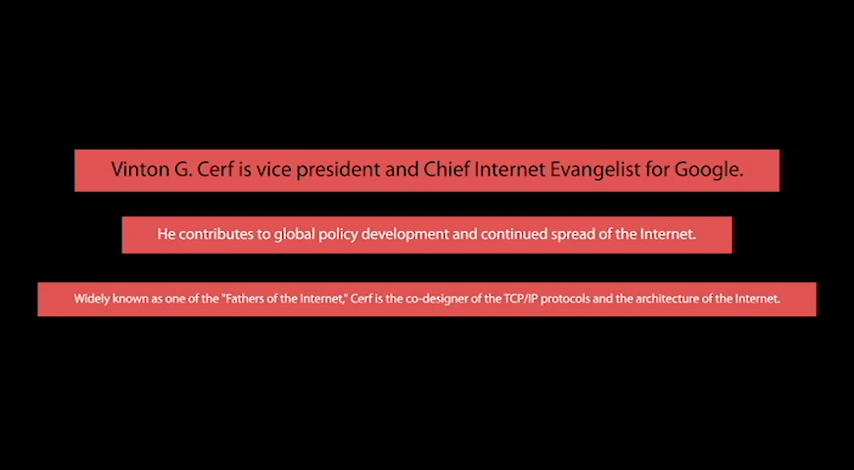 Vinton G. Cerf is vice president and Chief Internet Evangelist for Google.
He contributes to global policy development and continued spread of the Internet.
Widely known as one of the "Fathers of the Internet," Cerf is the co-designer of the TCP/IP protocols and the architecture of the Internet.